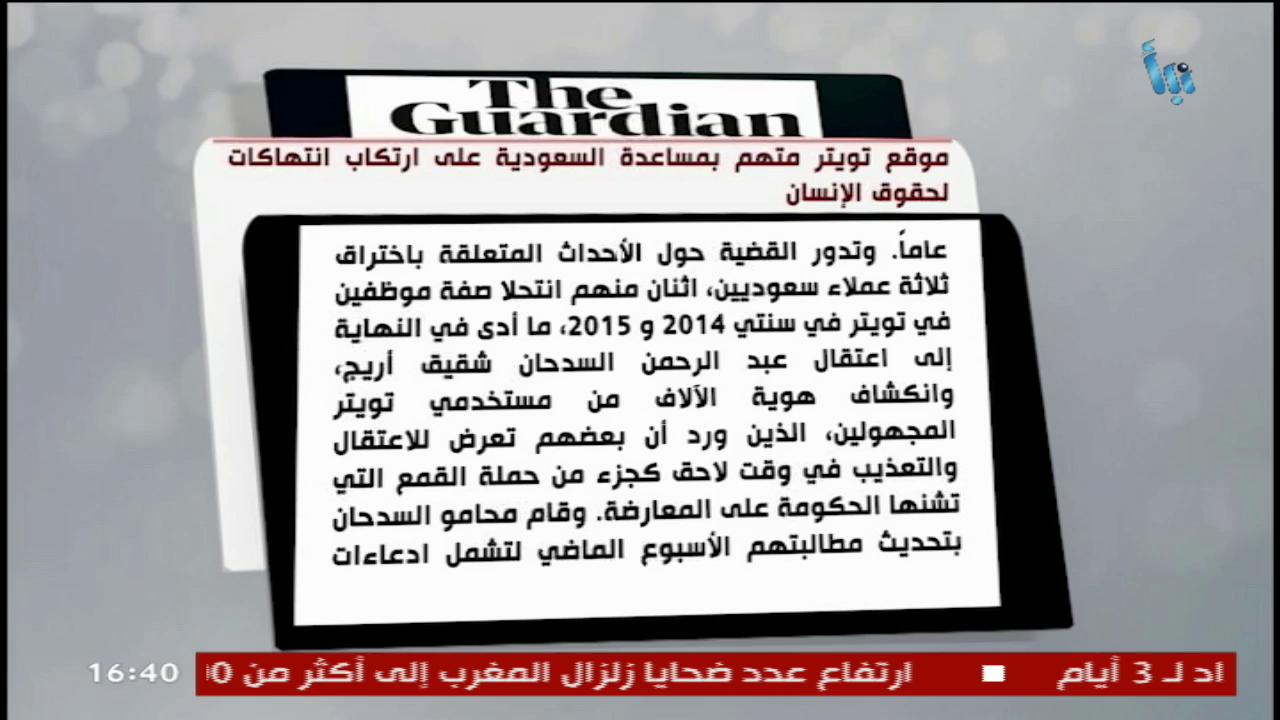 نبأ
The
Guardian
موقع تويتر متهم بمساعدة السعودية على ارتكاب انتهاكات
لحقوق الإنسان
عاماً. وتدور القضية حول الأحداث المتعلقة باختراق
ثلاثة عملاء سعوديين، اثنان منهم انتحلا صفة موظفين
في تويتر في سنتي 2014 و 2015، ما أدى في النهاية
إلى اعتقال عبد الرحمن السدحان شقيق أريج،
وانكشاف هوية الآلاف من مستخدمي تويتر
المجهولين، الذين ورد أن بعضهم تعرض للاعتقال
والتعذيب في وقت لاحق كجزء من حملة القمع التي
تشنها الحكومة على المعارضة. وقام محامو السدحان
بتحديث مطالبتهم الأسبوع الماضي لتشمل ادعاءات
اد لـ 3 أيام ■ ارتفاع عدد ضحايا زلزال المغرب إلى أكثر من
16:40